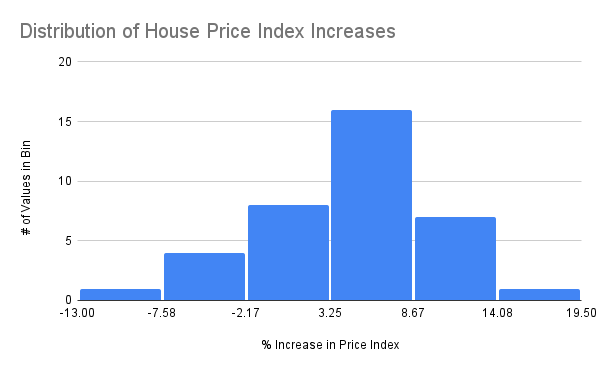 Distribution of House Price Index Increases
20
15
10
5
0
# of Values in Bin
-13.00 -7.58 -2.17 3.25 8.67 14.08 19.50
% Increase in Price Index